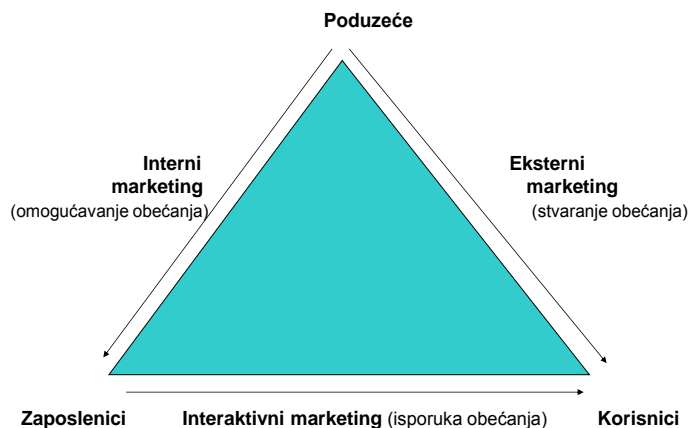 Poduzeće
Interni
marketing
(omogućavanje obećanja)
Eksterni
marketing
(stvaranje obećanja)
Zaposlenici
Interaktivni marketing (isporuka obećanja)
Korisnici